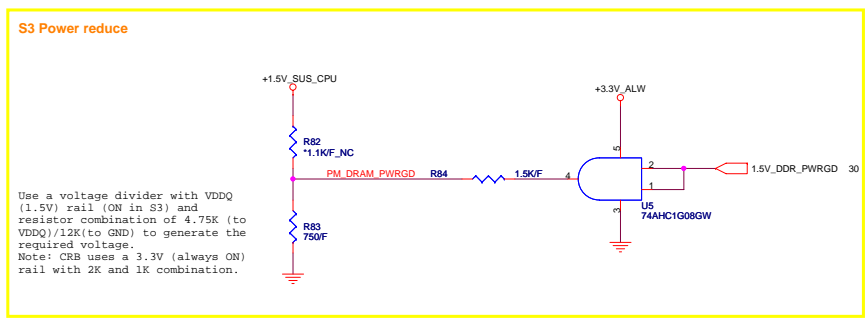 S3 Power reduce
+1.5V_SUS_CPU
+3.3V_ALW
R82
*1.1K/F_NC
5
PM_DRAM_PWRGD
R84
1.5K/F
4
2
1
1.5V_DDR_PWRGD 30
3
U5
74AHC1G08GW
R83
750/F
Use a voltage divider with VDDQ
(1.5V) rail (ON in S3) and
resistor combination of 4.75K (to
VDDQ)/12K(to GND) to generate the
required voltage.
Note: CRB uses a 3.3V (always ON)
rail with 2K and 1K combination.